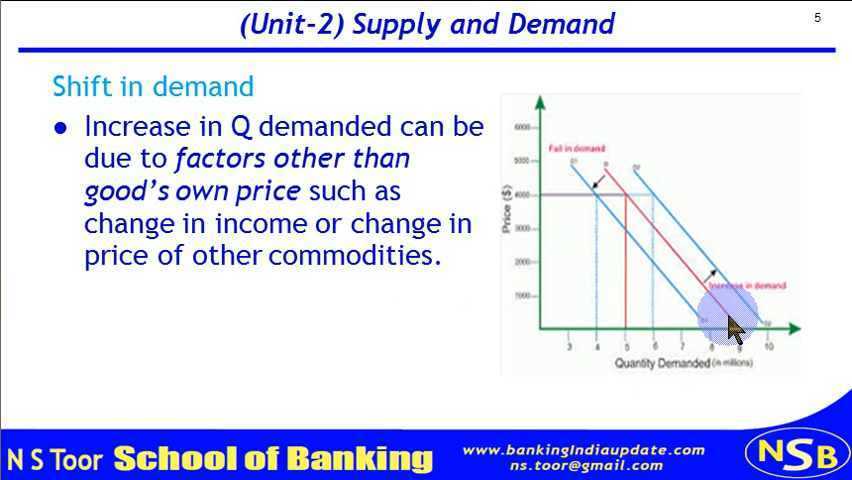 (Unit-2) Supply and Demand
5
Shift in demand
● Increase in Q demanded can be
due to factors other than
good's own price such as
change in income or change in
price of other commodities.
Price ($)
6000
5000
4000
3000
2000
1000
Fall in demand
D1
D
D2
Increase in demand
D1
D2
3 4 5 6 7 8 9 10
Quantity Demanded (in millions)
N S Toor School of Banking
www.bankingIndiaupdate.com
ns.toor@gmail.com
NSB